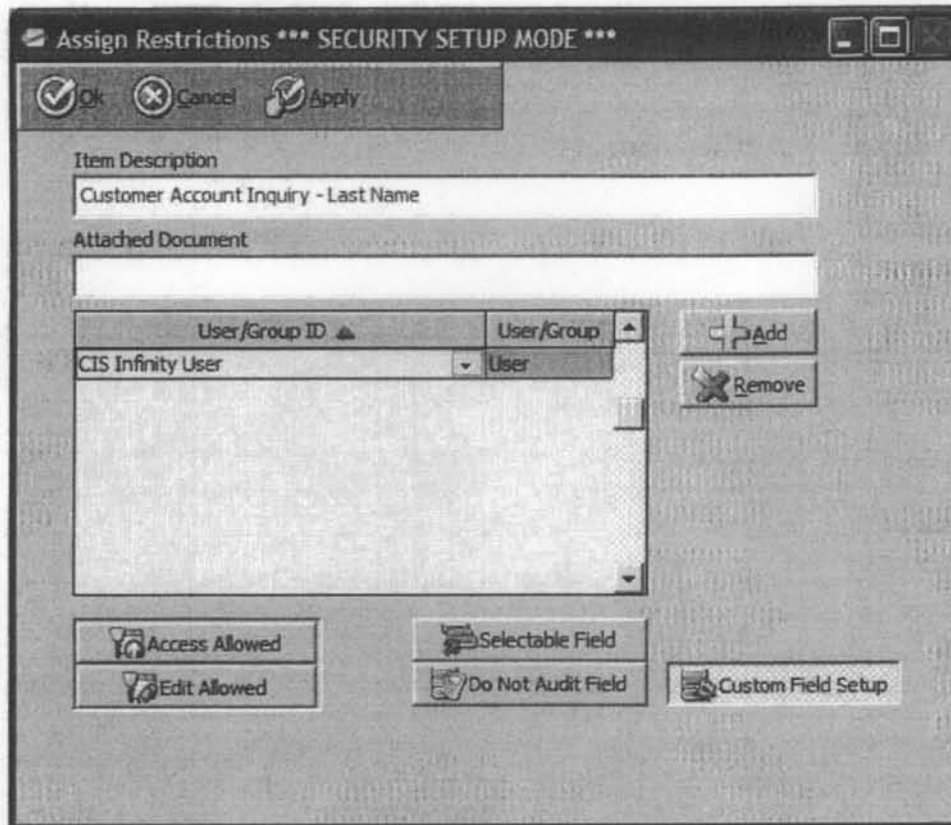 Assign Restrictions *** SECURITY SETUP MODE ***
Ok Cancel Apply
Item Description
Customer Account Inquiry - Last Name
Attached Document
User/Group ID User/Group
CIS Infinity User User
Add
Remove
Access Allowed Selectable Field
Edit Allowed Do Not Audit Field Custom Field Setup